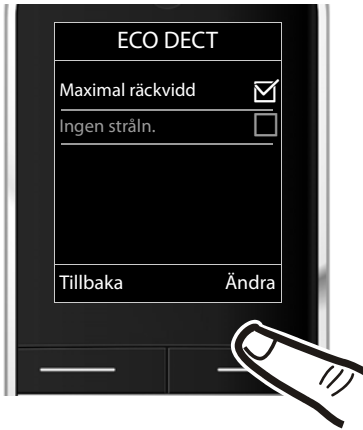 ECO DECT
Maximal räckvidd
Ingen stråln.
Tillbaka Ändra